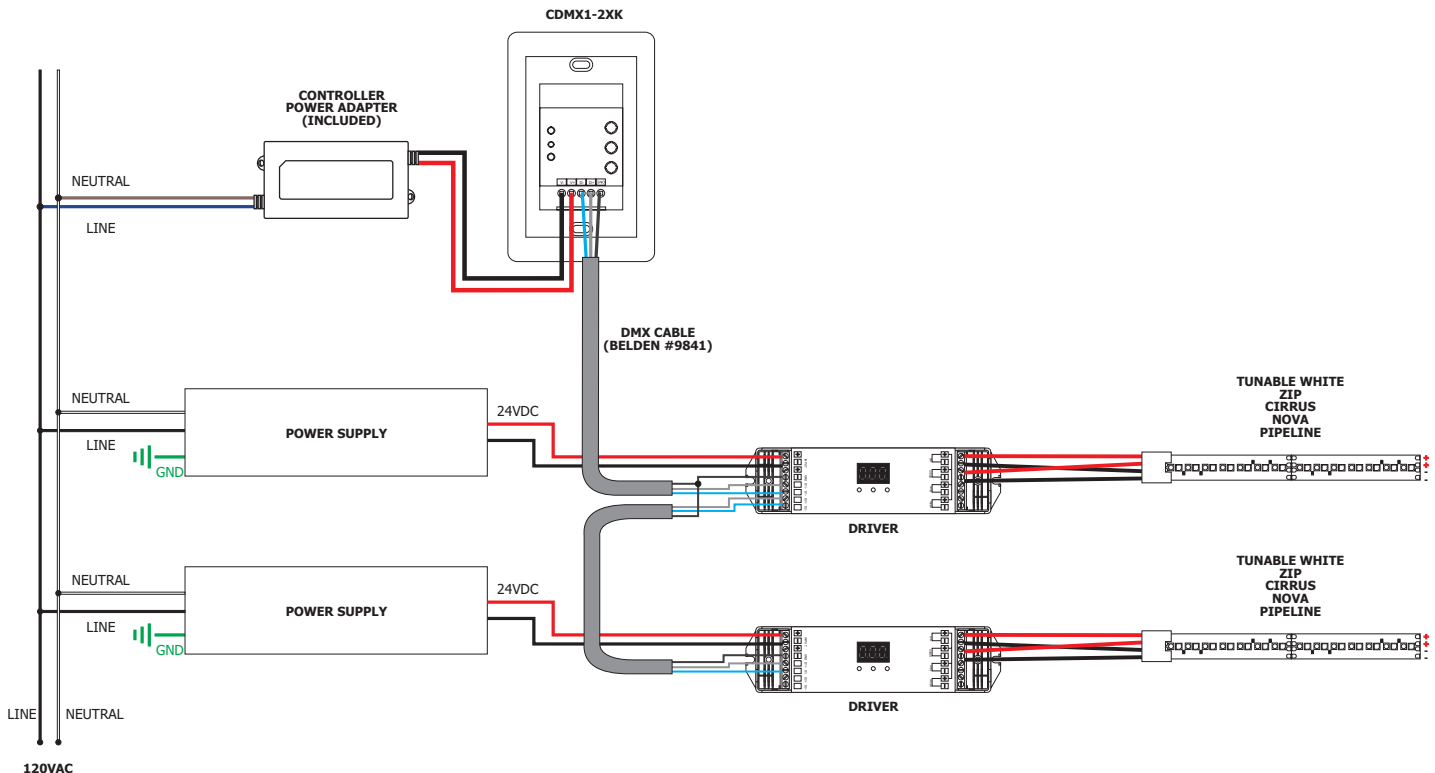 CDMX1-2XK
CONTROLLER
POWER ADAPTER
(INCLUDED)
NEUTRAL
LINE
DMX CABLE
(BELDEN #9841)
NEUTRAL
LINE
GND
POWER SUPPLY
24VDC
DRIVER
TUNABLE WHITE
ZIP
CIRRUS
NOVA
PIPELINE
+
+
-
-
NEUTRAL
LINE
GND
POWER SUPPLY
24VDC
DRIVER
TUNABLE WHITE
ZIP
CIRRUS
NOVA
PIPELINE
+
+
-
-
LINE
NEUTRAL
120VAC